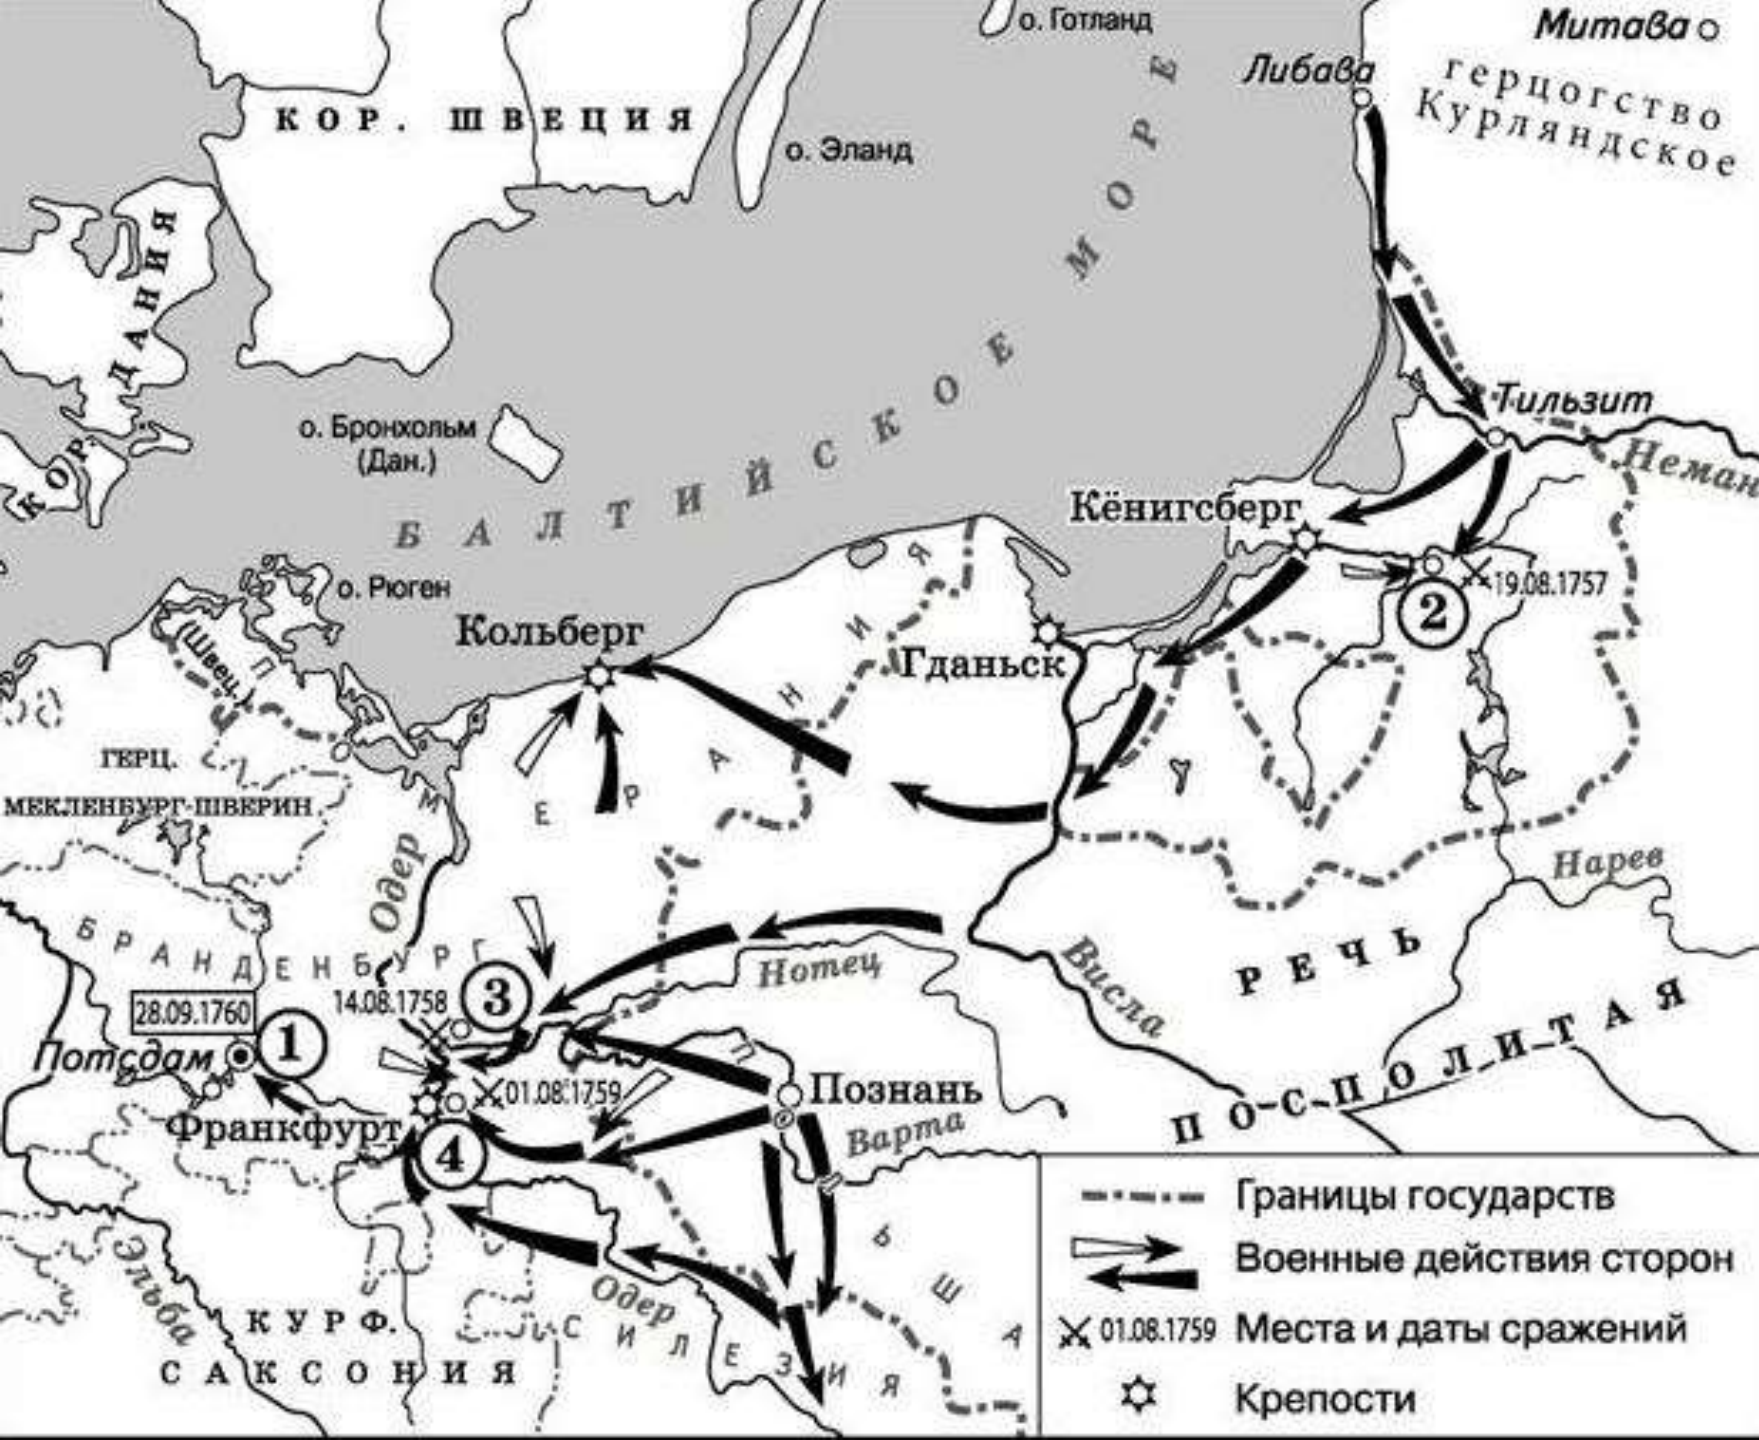 о. Готланд
Митава
Либава
герцогство
Курляндское
КОР. ШВЕЦИЯ
о. Эланд
КОР. ДАНИЯ
БАЛТИЙСКОЕ МОРЕ
о. Бронхольм
(Дан.)
Тильзит
Неман
Кёнигсберг
19.08.1757
2
о. Рюген
Кольберг
Гданьск
(Швец.)
ПОМЕРАНИЯ
ГЕРЦ.
МЕКЛЕНБУРГ-ШВЕРИН
Одер
Нарев
БРАНДЕНБУРГ
РЕЧЬ
ПОСПОЛИТАЯ
Нотец
Висла
14.08.1758
3
28.09.1760
1
Потсдам
01.08.1759
Познань
Варта
Франкфурт
4
Эльба
Одер
КУРФ.
САКСОНИЯ
СИЛЕЗИЯ
ПОЛЬША
Границы государств
Военные действия сторон
01.08.1759 Места и даты сражений
Крепости